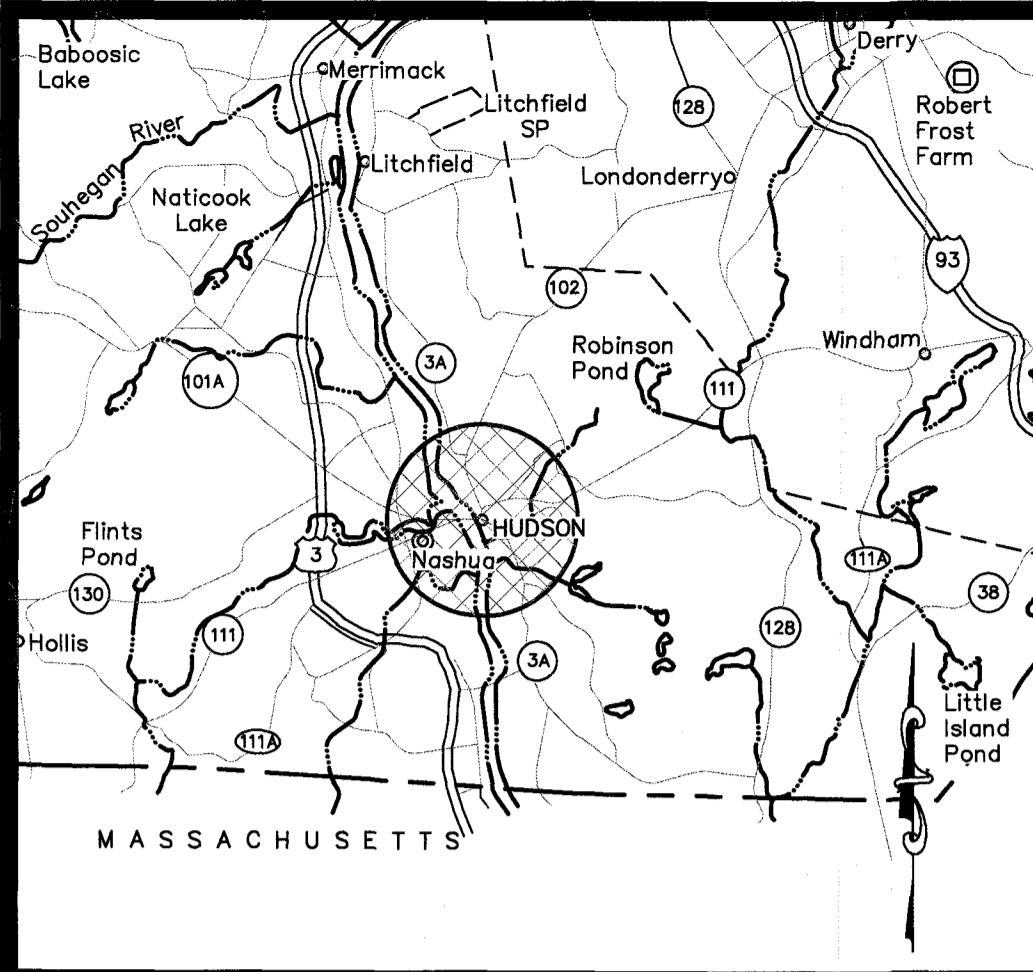 Baboosic
Lake
Merrimack
Derry
Litchfield
SP
128
Robert
Frost
Farm
Souhegan River
Litchfield
Londonderry
Naticook
Lake
93
102
Robinson
Pond
Windham
3A
101A
111
HUDSON
Nashua
3
Flints
Pond
111A
130
38
Hollis
111
128
3A
Little
Island
Pond
111A
MASSACHUSETTS